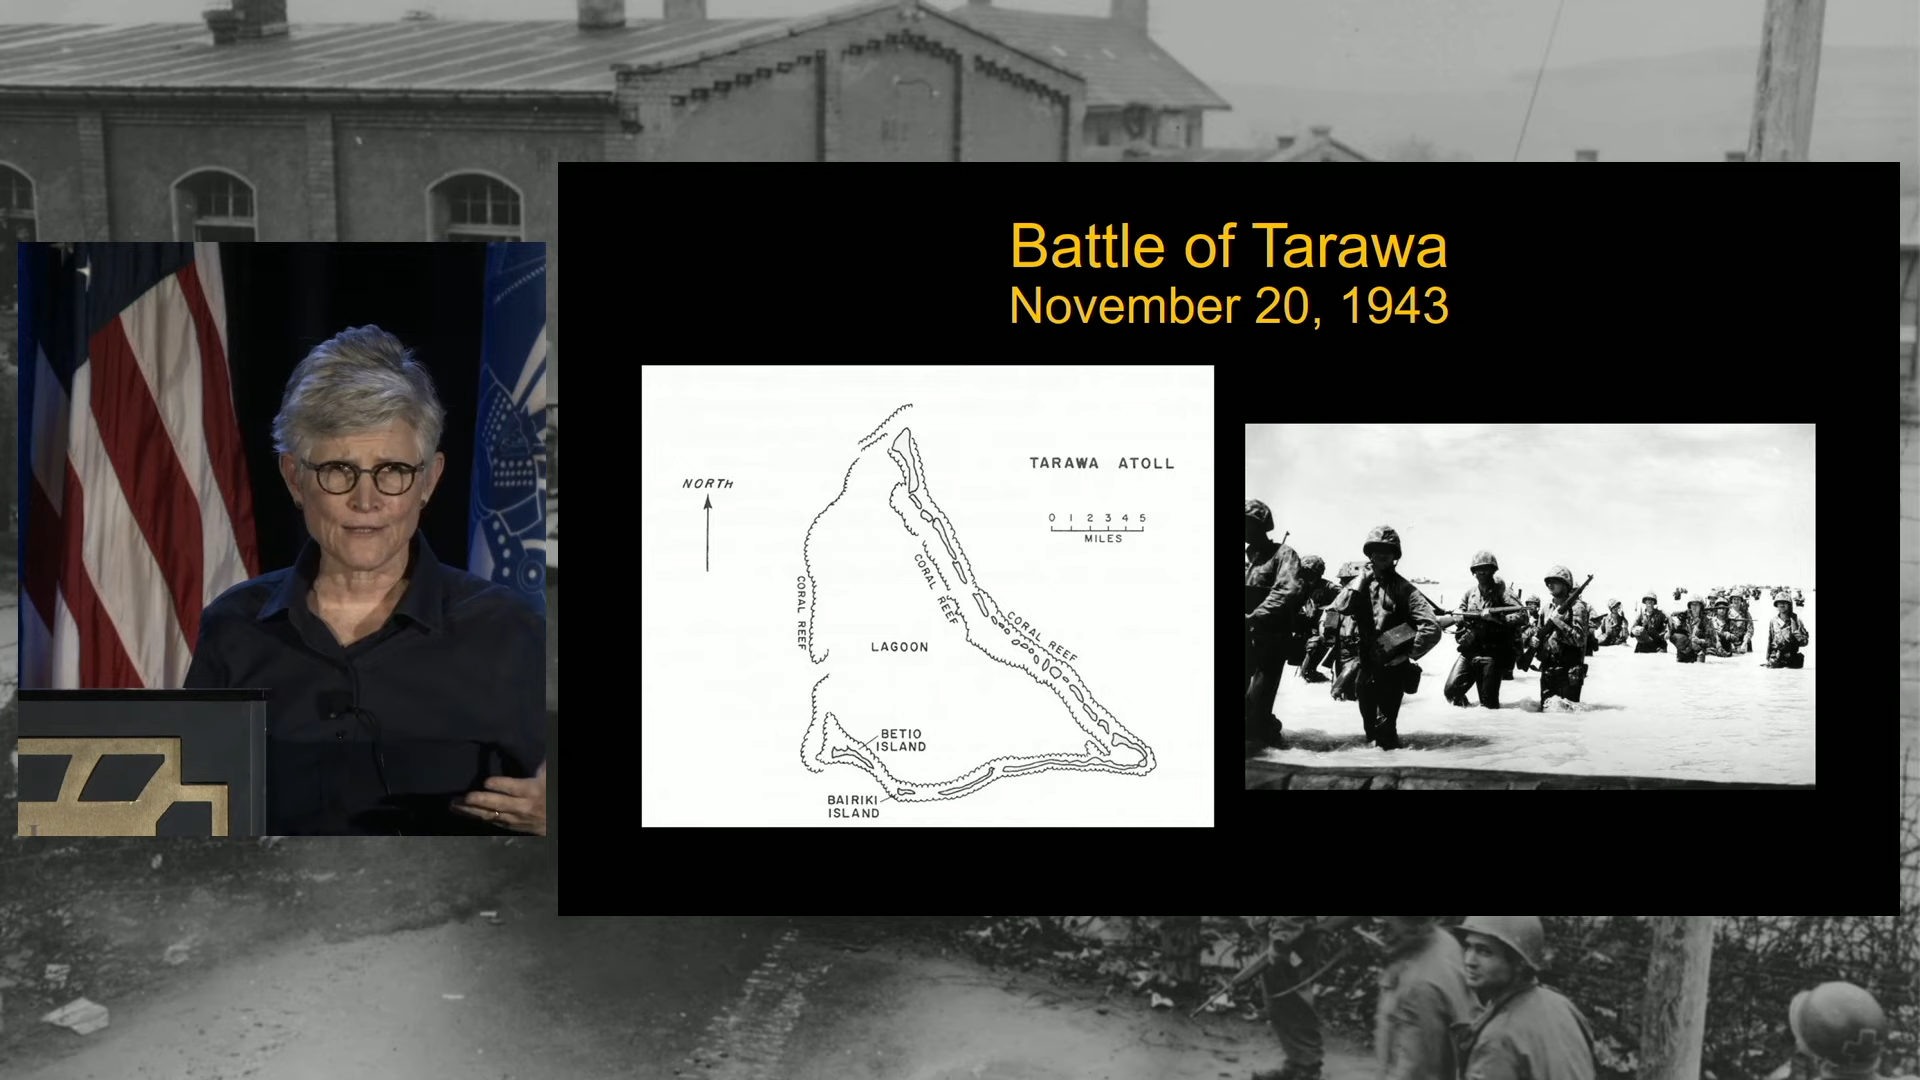 Battle of Tarawa
November 20, 1943
TARAWA ATOLL
NORTH
0 1 2 3 4 5
MILES
CORAL REEF
CORAL REEF
CORAL REEF
LAGOON
BETIO
ISLAND
BAIRIKI
ISLAND